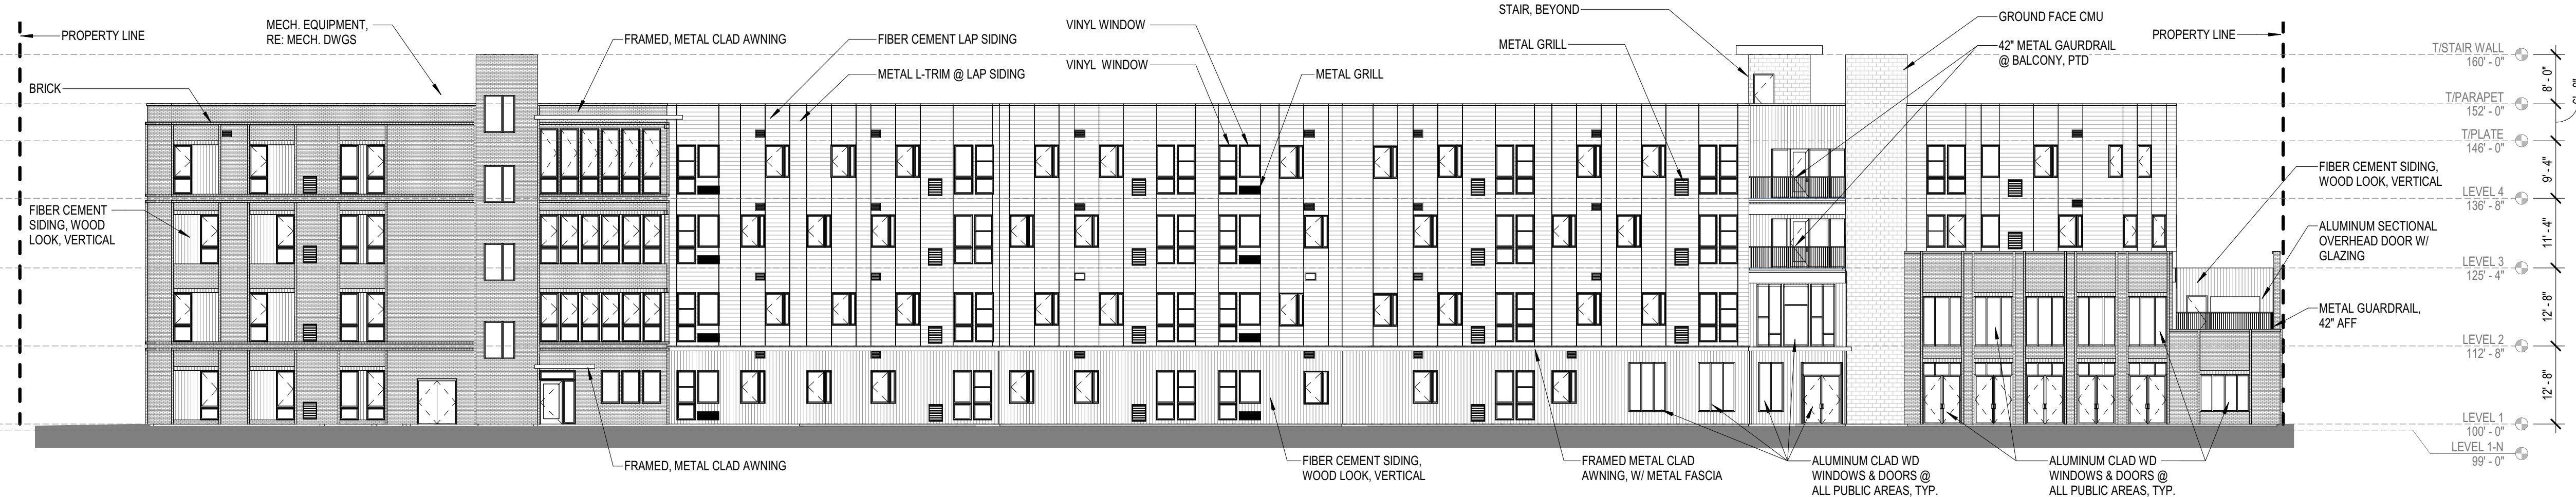 PROPERTY LINE
MECH. EQUIPMENT,
RE: MECH. DWGS
BRICK
FIBER CEMENT
SIDING, WOOD
LOOK, VERTICAL
FRAMED, METAL CLAD AWNING
FIBER CEMENT LAP SIDING
METAL L-TRIM @ LAP SIDING
VINYL WINDOW
VINYL WINDOW
METAL GRILL
STAIR, BEYOND
METAL GRILL
GROUND FACE CMU
42" METAL GAURDRAIL
@ BALCONY, PTD
PROPERTY LINE
FIBER CEMENT SIDING,
WOOD LOOK, VERTICAL
ALUMINUM SECTIONAL
OVERHEAD DOOR W/
GLAZING
METAL GUARDRAIL,
42" AFF
T/STAIR WALL
160' - 0"
T/PARAPET
152' - 0"
T/PLATE
146' - 0"
LEVEL 4
136' - 8"
LEVEL 3
125' - 4"
LEVEL 2
112' - 8"
LEVEL 1
100' - 0"
LEVEL 1-N
99' - 0"
8' - 0"
9' - 4"
11' - 4"
12' - 8"
12' - 8"
FRAMED, METAL CLAD AWNING
FIBER CEMENT SIDING,
WOOD LOOK, VERTICAL
FRAMED METAL CLAD
AWNING, W/ METAL FASCIA
ALUMINUM CLAD WD
WINDOWS & DOORS @
ALL PUBLIC AREAS, TYP.
ALUMINUM CLAD WD
WINDOWS & DOORS @
ALL PUBLIC AREAS, TYP.